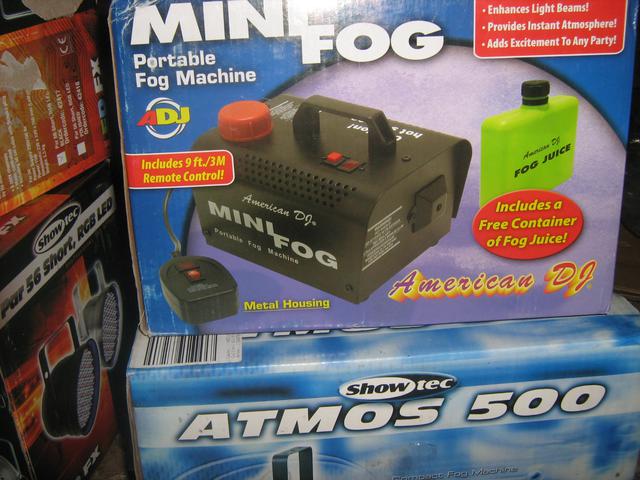 MINI FOG
Portable
Fog Machine
ADJ
• Enhances Light Beams!
• Provides Instant Atmosphere!
• Adds Excitement To Any Party!
Includes 9 ft./3M
Remote Control!
American DJ
FOG JUICE
American DJ®
MINI FOG
Portable Fog Machine
Includes a
Free Container
of Fog Juice!
American DJ®
Metal Housing
Showtec
Par 56 Short, RGB LED
FX
ATMOS
Showtec
ATMOS 500
Compact Fog Machine